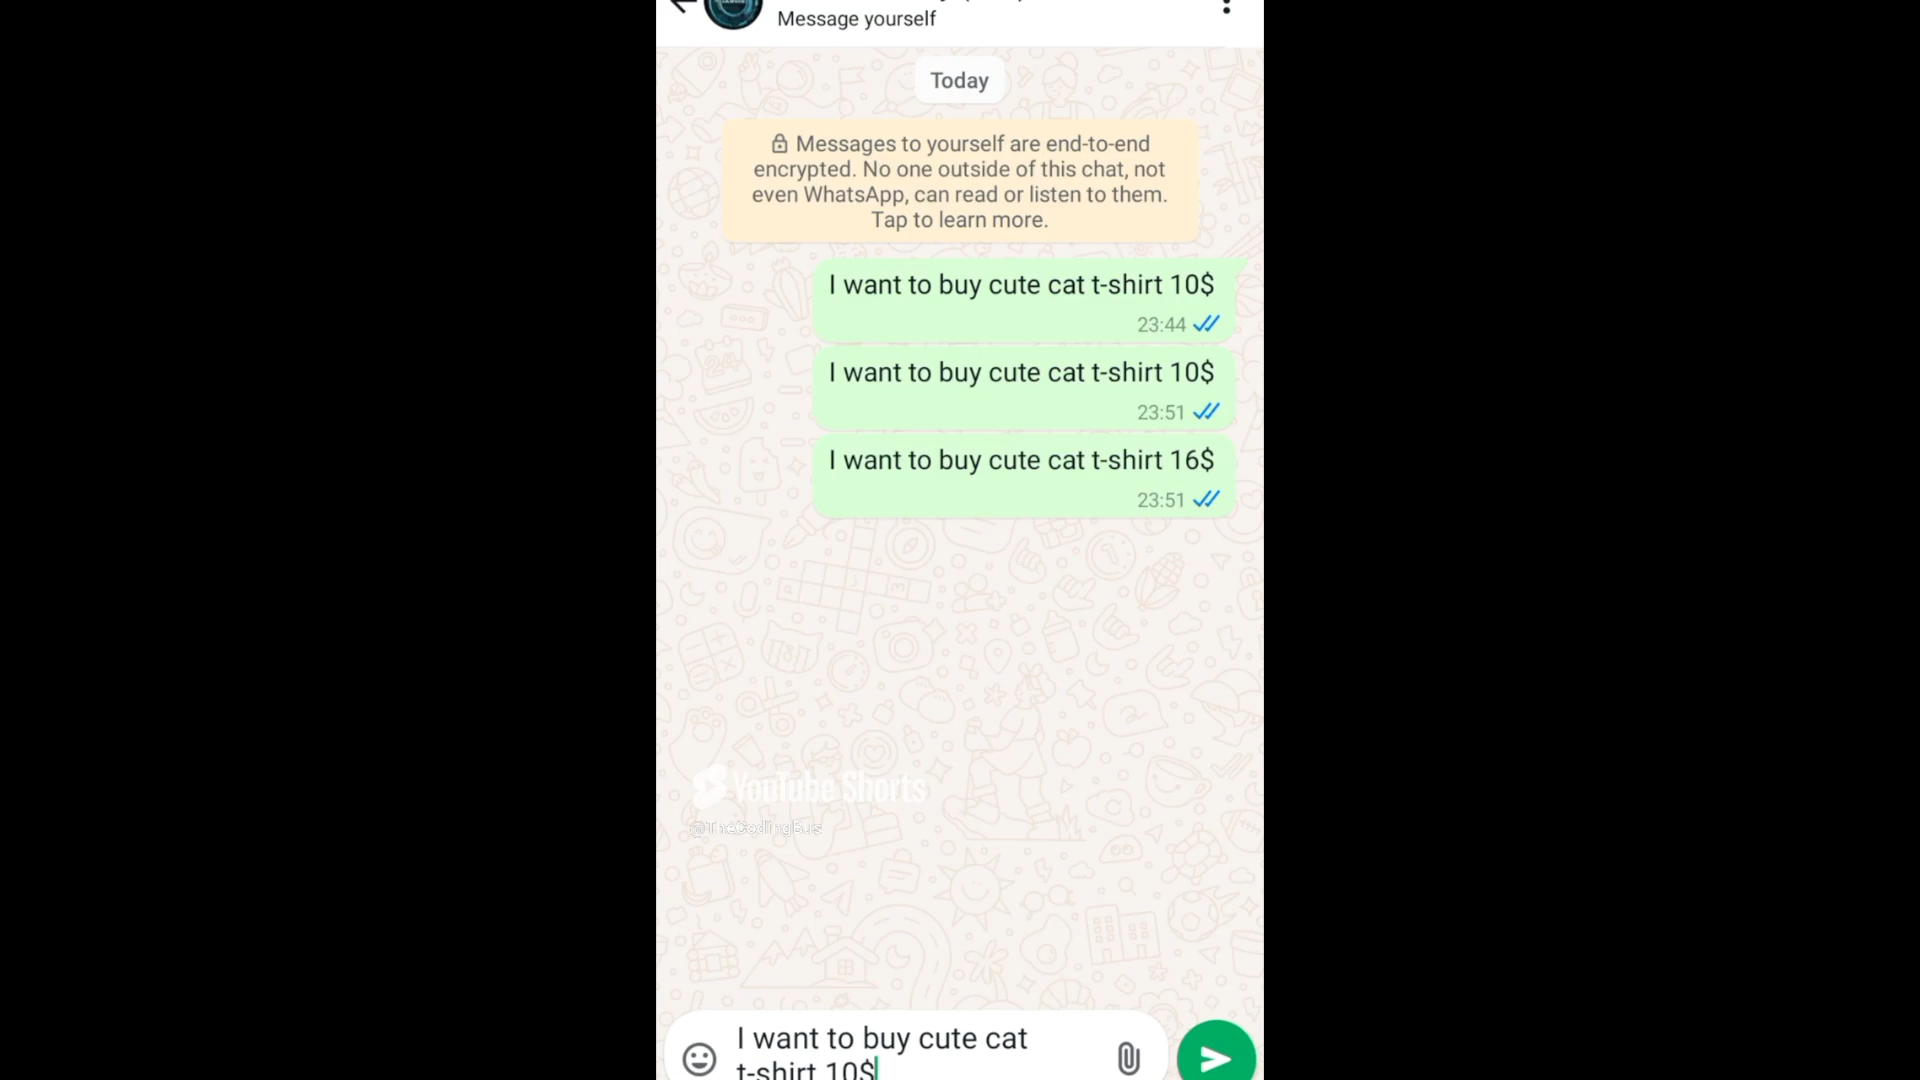 Message yourself
Today
Messages to yourself are end-to-end
encrypted. No one outside of this chat, not
even WhatsApp, can read or listen to them.
Tap to learn more.
I want to buy cute cat t-shirt 10$
23:44
I want to buy cute cat t-shirt 10$
23:51
I want to buy cute cat t-shirt 16$
23:51
YouTube Shorts
@TheCodingBus
I want to buy cute cat
t-shirt 10$